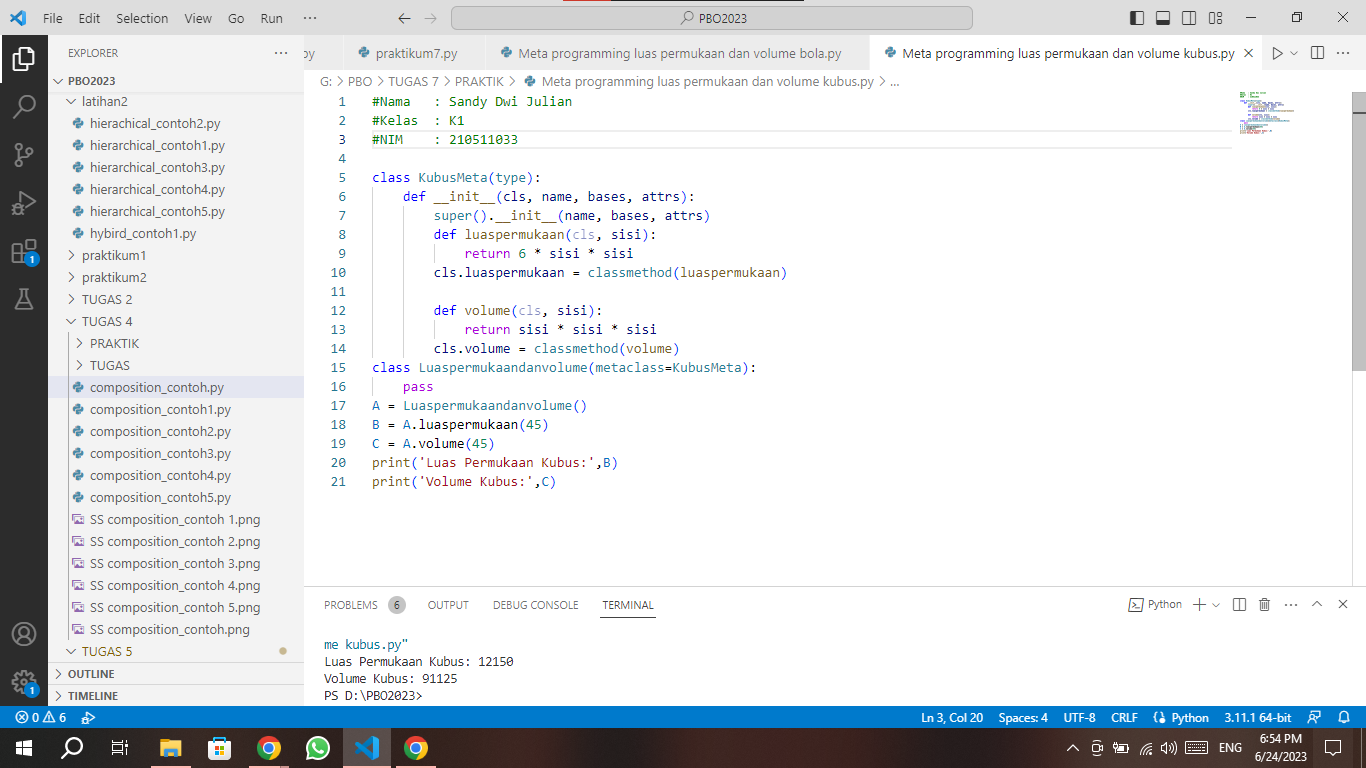 File Edit Selection View Go Run ··· PBO2023
EXPLORER ···
PBO2023
latihan2
hierachical_contoh2.py
hierarchical_contoh1.py
hierarchical_contoh3.py
hierarchical_contoh4.py
hierarchical_contoh5.py
hybird_contoh1.py
praktikum1
praktikum2
TUGAS 2
TUGAS 4
PRAKTIK
TUGAS
composition_contoh.py
composition_contoh1.py
composition_contoh2.py
composition_contoh3.py
composition_contoh4.py
composition_contoh5.py
SS composition_contoh 1.png
SS composition_contoh 2.png
SS composition_contoh 3.png
SS composition_contoh 4.png
SS composition_contoh 5.png
SS composition_contoh.png
TUGAS 5
OUTLINE
TIMELINE
1
1
py praktikum7.py Meta programming luas permukaan dan volume bola.py Meta programming luas permukaan dan volume kubus.py
G: > PBO > TUGAS 7 > PRAKTIK > Meta programming luas permukaan dan volume kubus.py > ...
1 #Nama   : Sandy Dwi Julian
2 #Kelas  : K1
3 #NIM    : 210511033
4
5 class KubusMeta(type):
6     def __init__(cls, name, bases, attrs):
7         super().__init__(name, bases, attrs)
8         def luaspermukaan(cls, sisi):
9             return 6 * sisi * sisi
10         cls.luaspermukaan = classmethod(luaspermukaan)
11
12         def volume(cls, sisi):
13             return sisi * sisi * sisi
14         cls.volume = classmethod(volume)
15 class Luaspermukaandanvolume(metaclass=KubusMeta):
16     pass
17 A = Luaspermukaandanvolume()
18 B = A.luaspermukaan(45)
19 C = A.volume(45)
20 print('Luas Permukaan Kubus:',B)
21 print('Volume Kubus:',C)
PROBLEMS 6 OUTPUT DEBUG CONSOLE TERMINAL Python
me kubus.py"
Luas Permukaan Kubus: 12150
Volume Kubus: 91125
PS D:\PBO2023>
0 6 Ln 3, Col 20 Spaces: 4 UTF-8 CRLF Python 3.11.1 64-bit
ENG
6:54 PM
6/24/2023